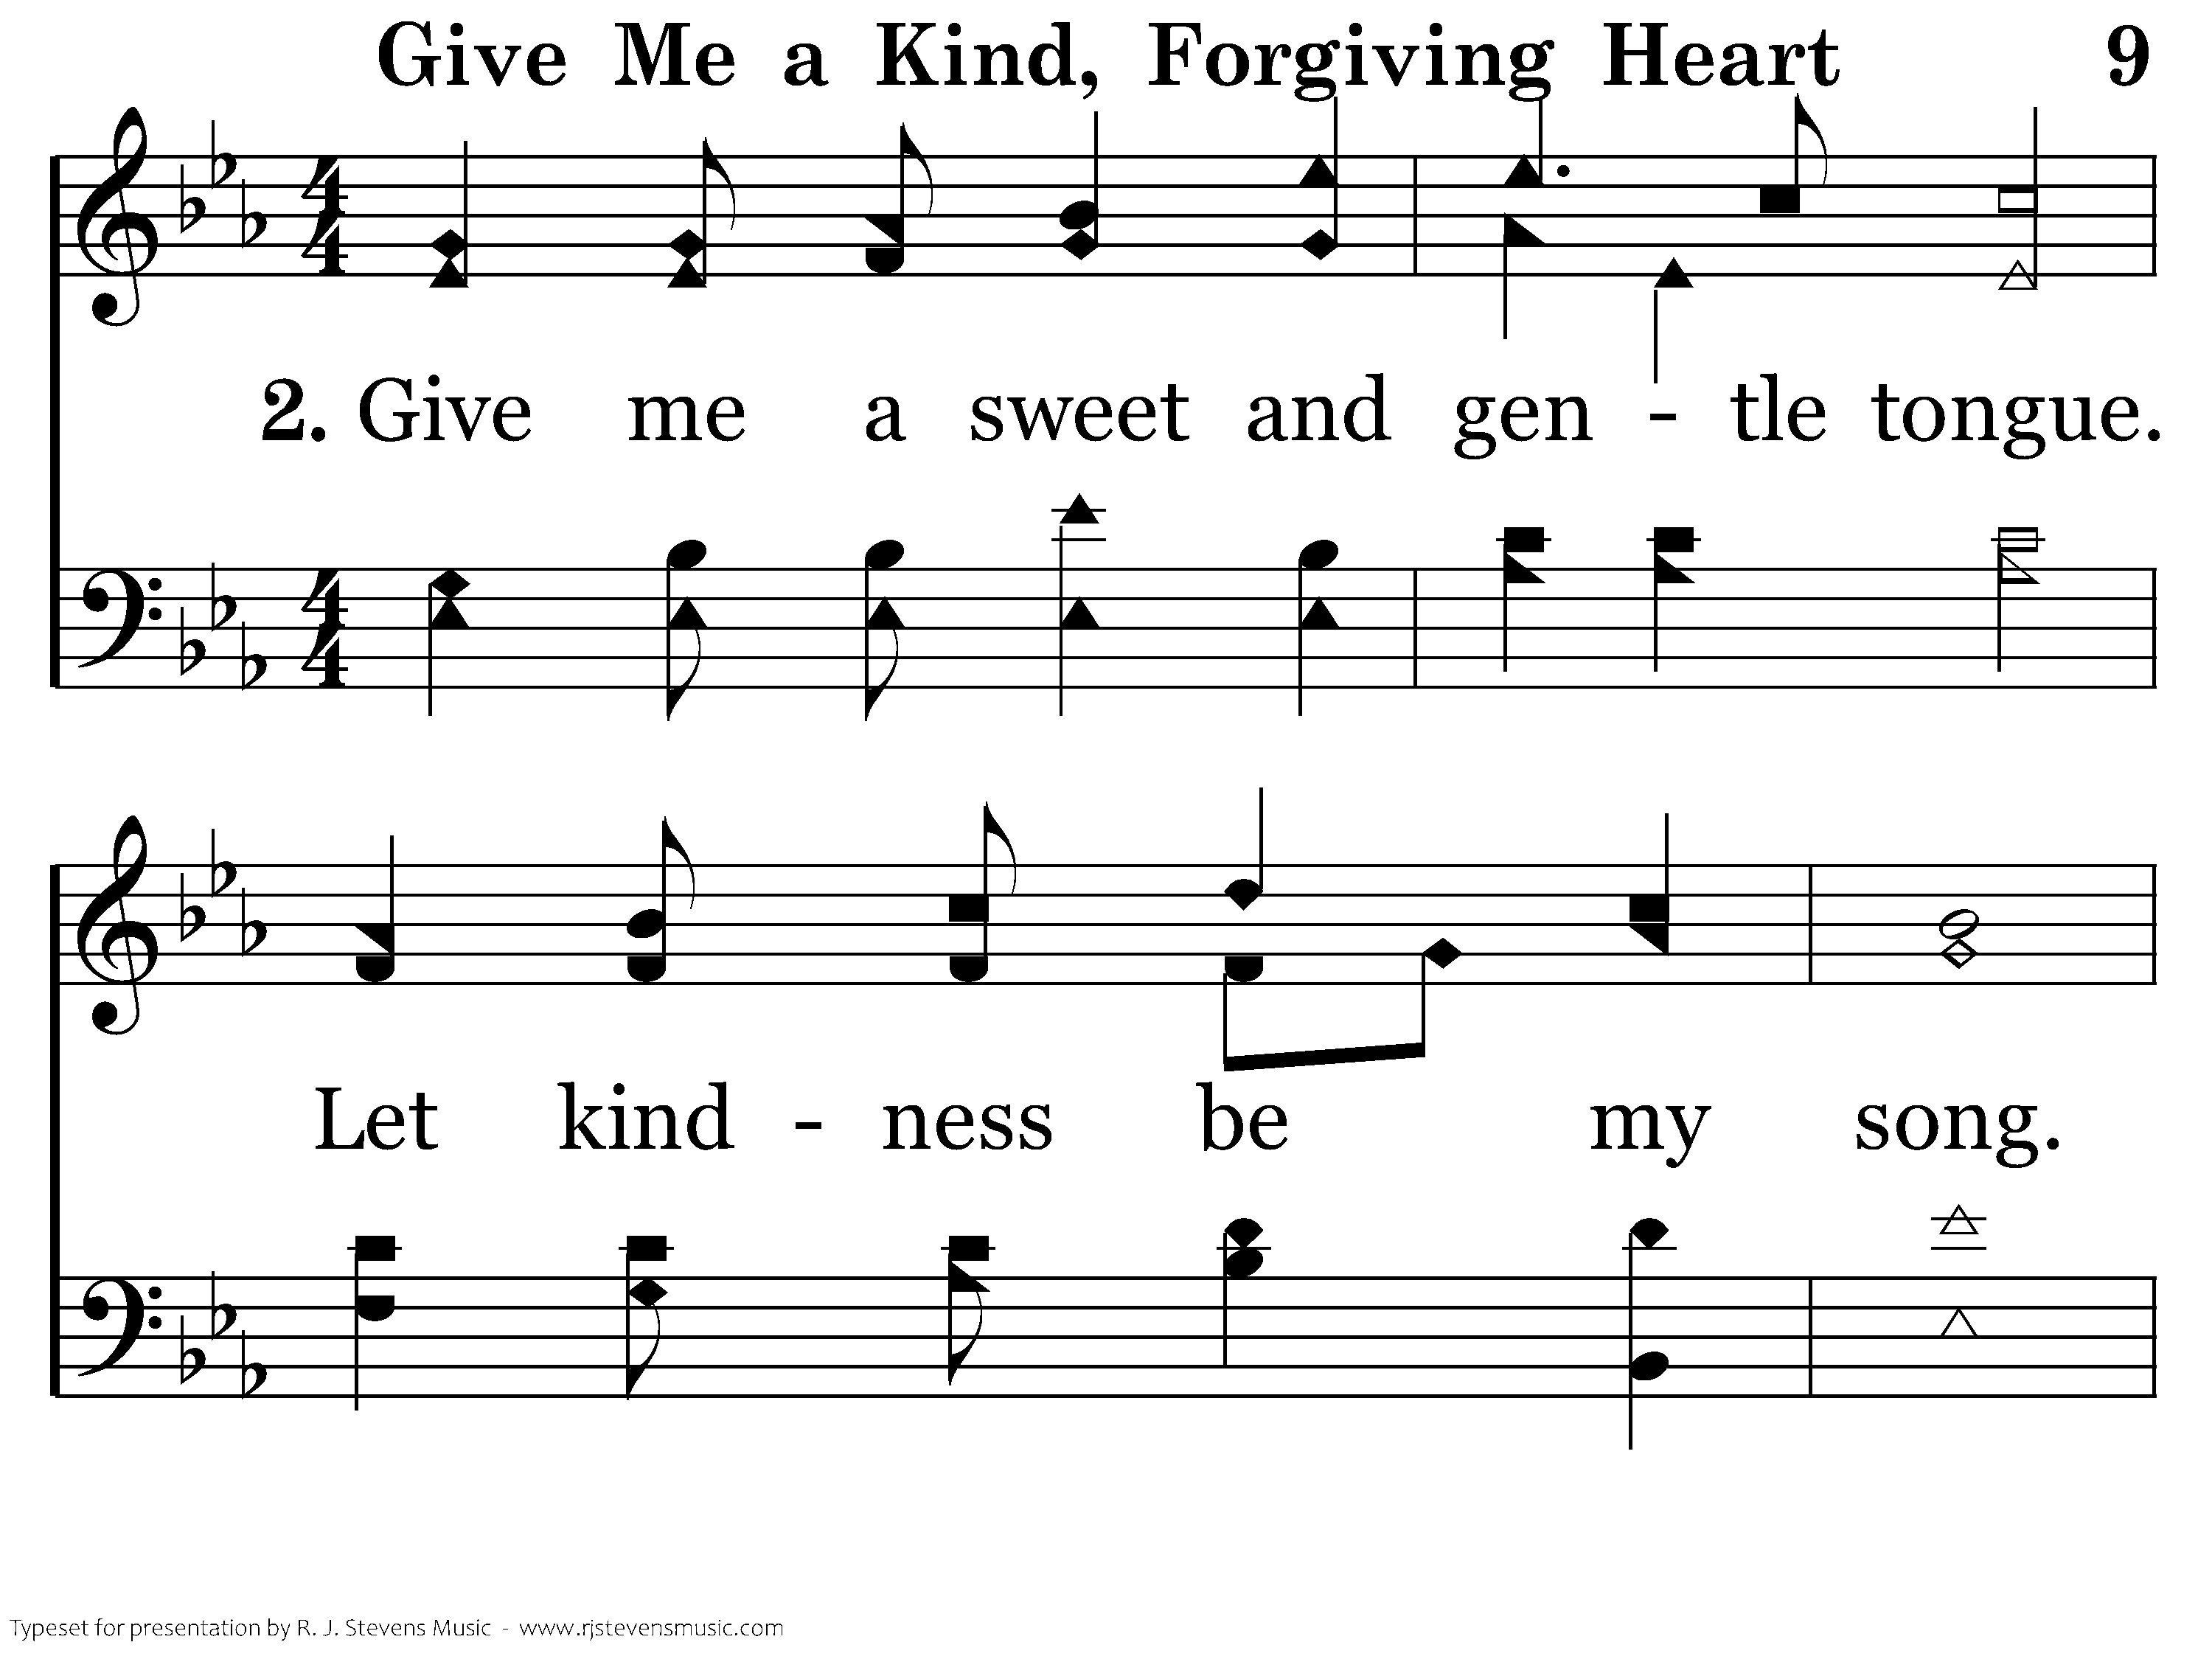 Give Me a Kind, Forgiving Heart 9
2. Give me a sweet and gen - tle tongue.
Let kind - ness be my song.
Typeset for presentation by R. J. Stevens Music - www.rjstevensmusic.com